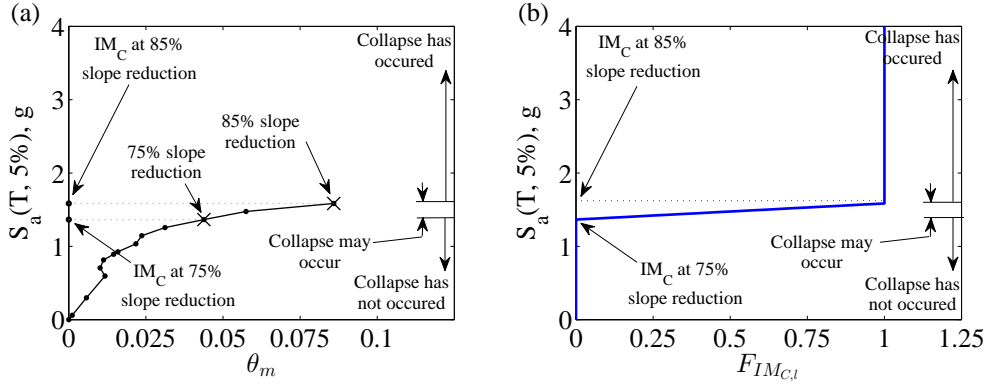 (a)
4
3
2
1
0
S_a(T, 5%), g
IM_C at 85%
slope reduction
85% slope
reduction
75% slope
reduction
IM_C at 75%
slope reduction
Collapse has
occured
Collapse may
occur
Collapse has
not occured
0
0.025
0.05
0.075
0.1
θ_m
(b)
4
3
2
1
0
S_a(T, 5%), g
IM_C at 85%
slope reduction
IM_C at 75%
slope reduction
Collapse has
occured
Collapse may
occur
Collapse has
not occured
0
0.25
0.5
0.75
1
1.25
F_{IM_{C,l}}